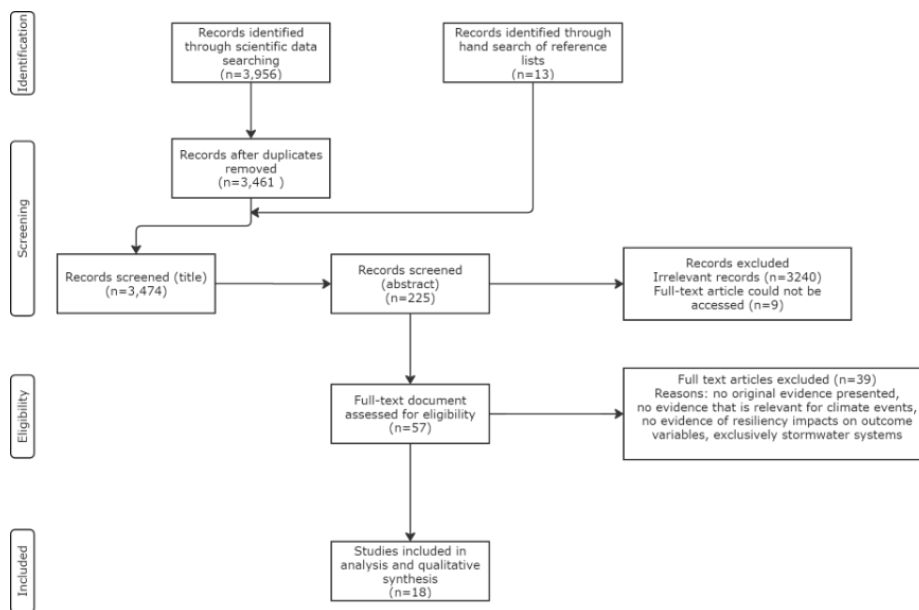 Identification
Records identified
through scientific data
searching
(n=3,956)
Records identified through
hand search of reference
lists
(n=13)
Screening
Records after duplicates
removed
(n=3,461 )
Records screened (title)
(n=3,474)
Records screened
(abstract)
(n=225)
Records excluded
Irrelevant records (n=3240)
Full-text article could not be
accessed (n=9)
Eligibility
Full-text document
assessed for eligibility
(n=57)
Full text articles excluded (n=39)
Reasons: no original evidence presented,
no evidence that is relevant for climate events,
no evidence of resiliency impacts on outcome
variables, exclusively stormwater systems
Included
Studies included in
analysis and qualitative
synthesis
(n=18)